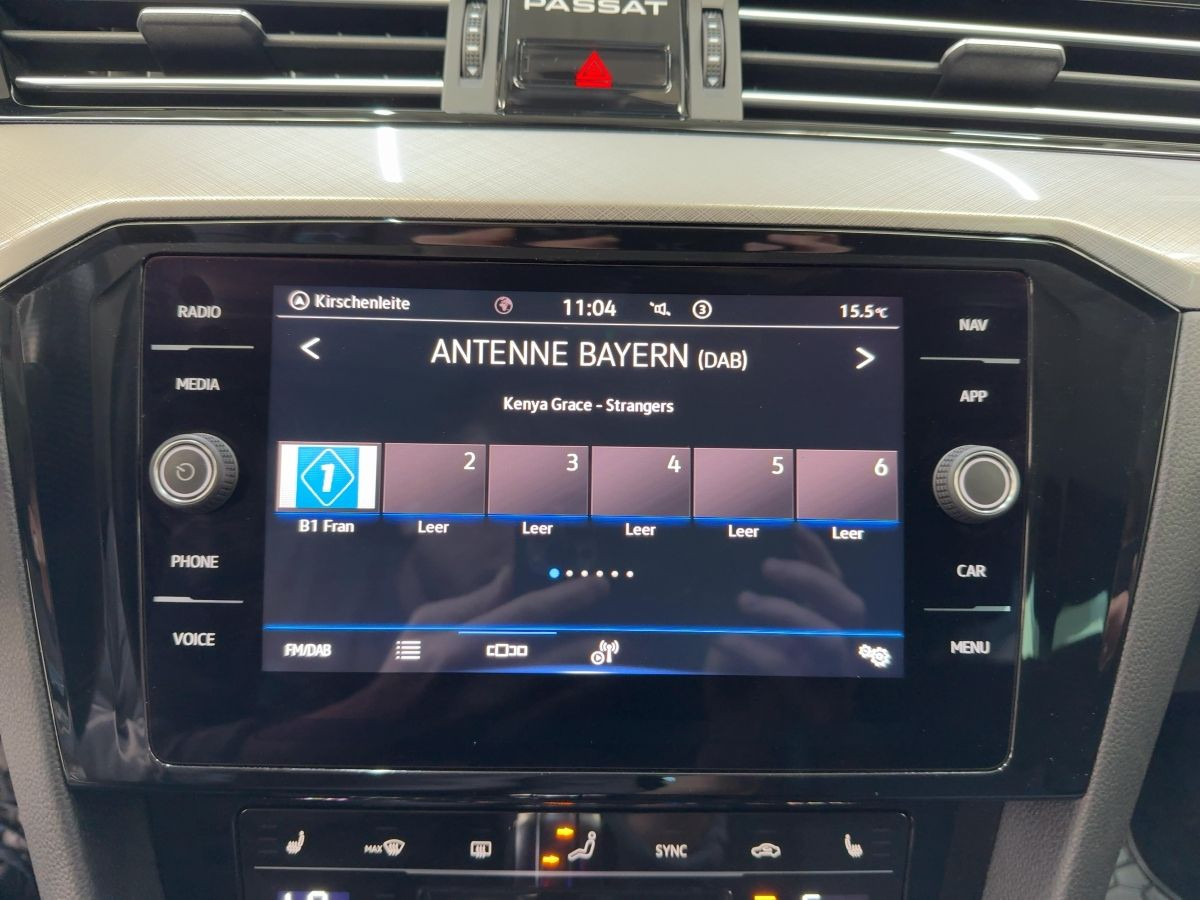 PASSAT
RADIO
MEDIA
PHONE
VOICE
Kirschenleite
11:04
3
15.5°C
< ANTENNE BAYERN (DAB) >
Kenya Grace - Strangers
1 2 3 4 5 6
B1 Fran Leer Leer Leer Leer Leer
FM/DAB
NAV
APP
CAR
MENU
MAX
SYNC